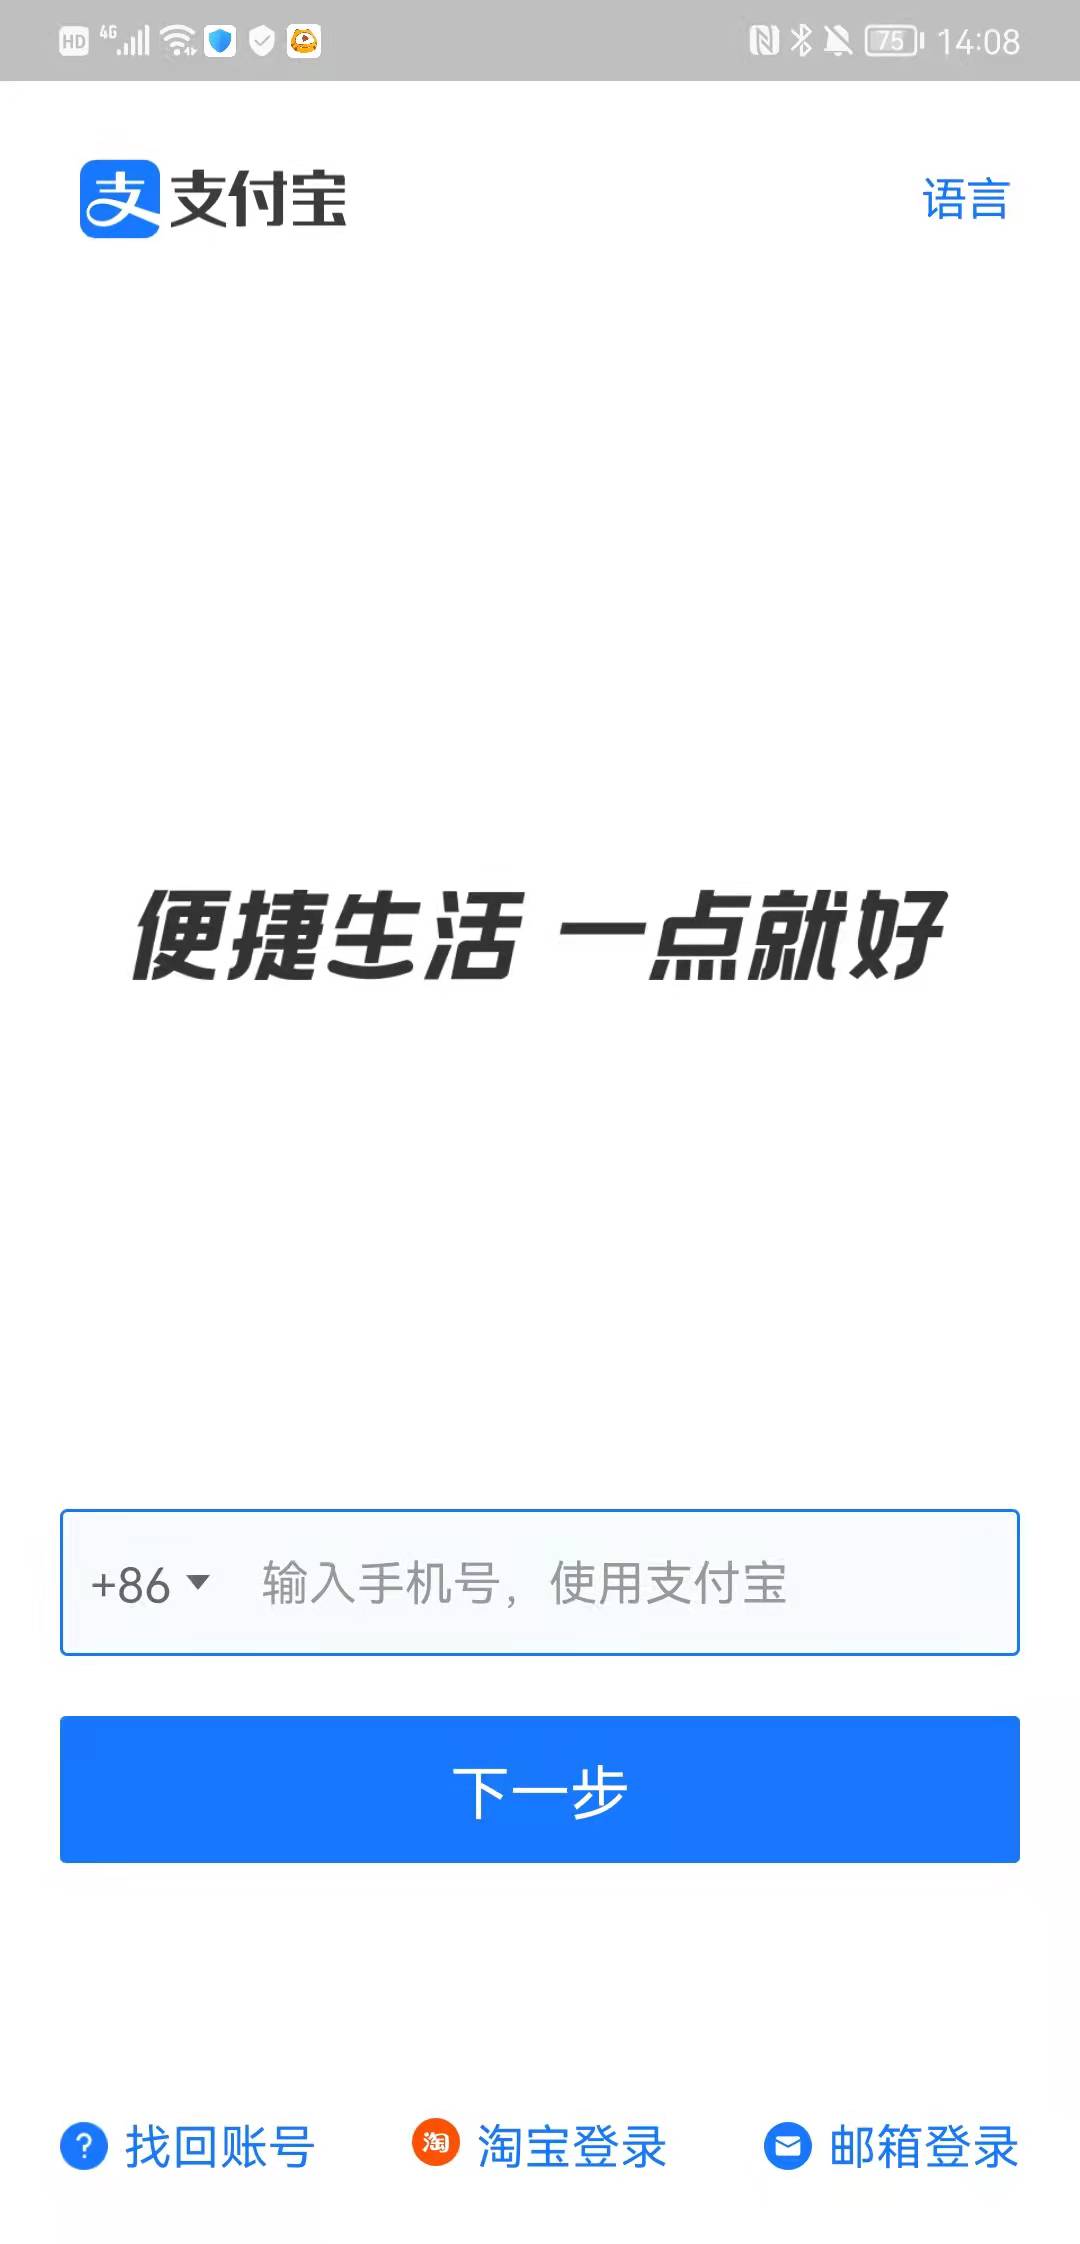 HD 4G 75 14:08
支 支付宝 语言
便捷生活 一点就好
+86 输入手机号，使用支付宝
下一步
? 找回账号 淘 淘宝登录 邮箱登录